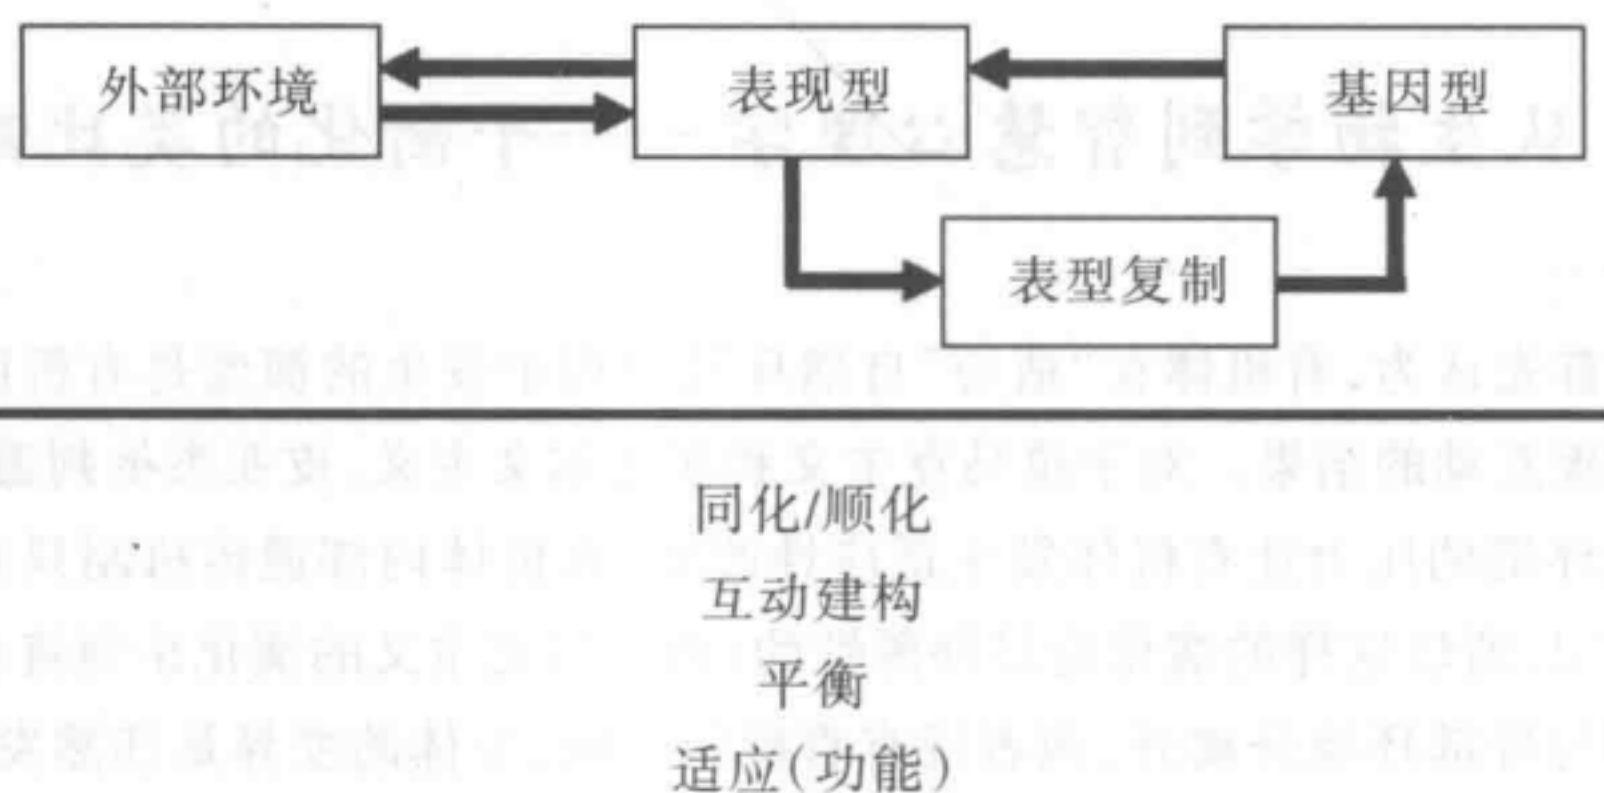 外部环境 表现型 基因型
表型复制
同化/顺化
互动建构
平衡
适应(功能)